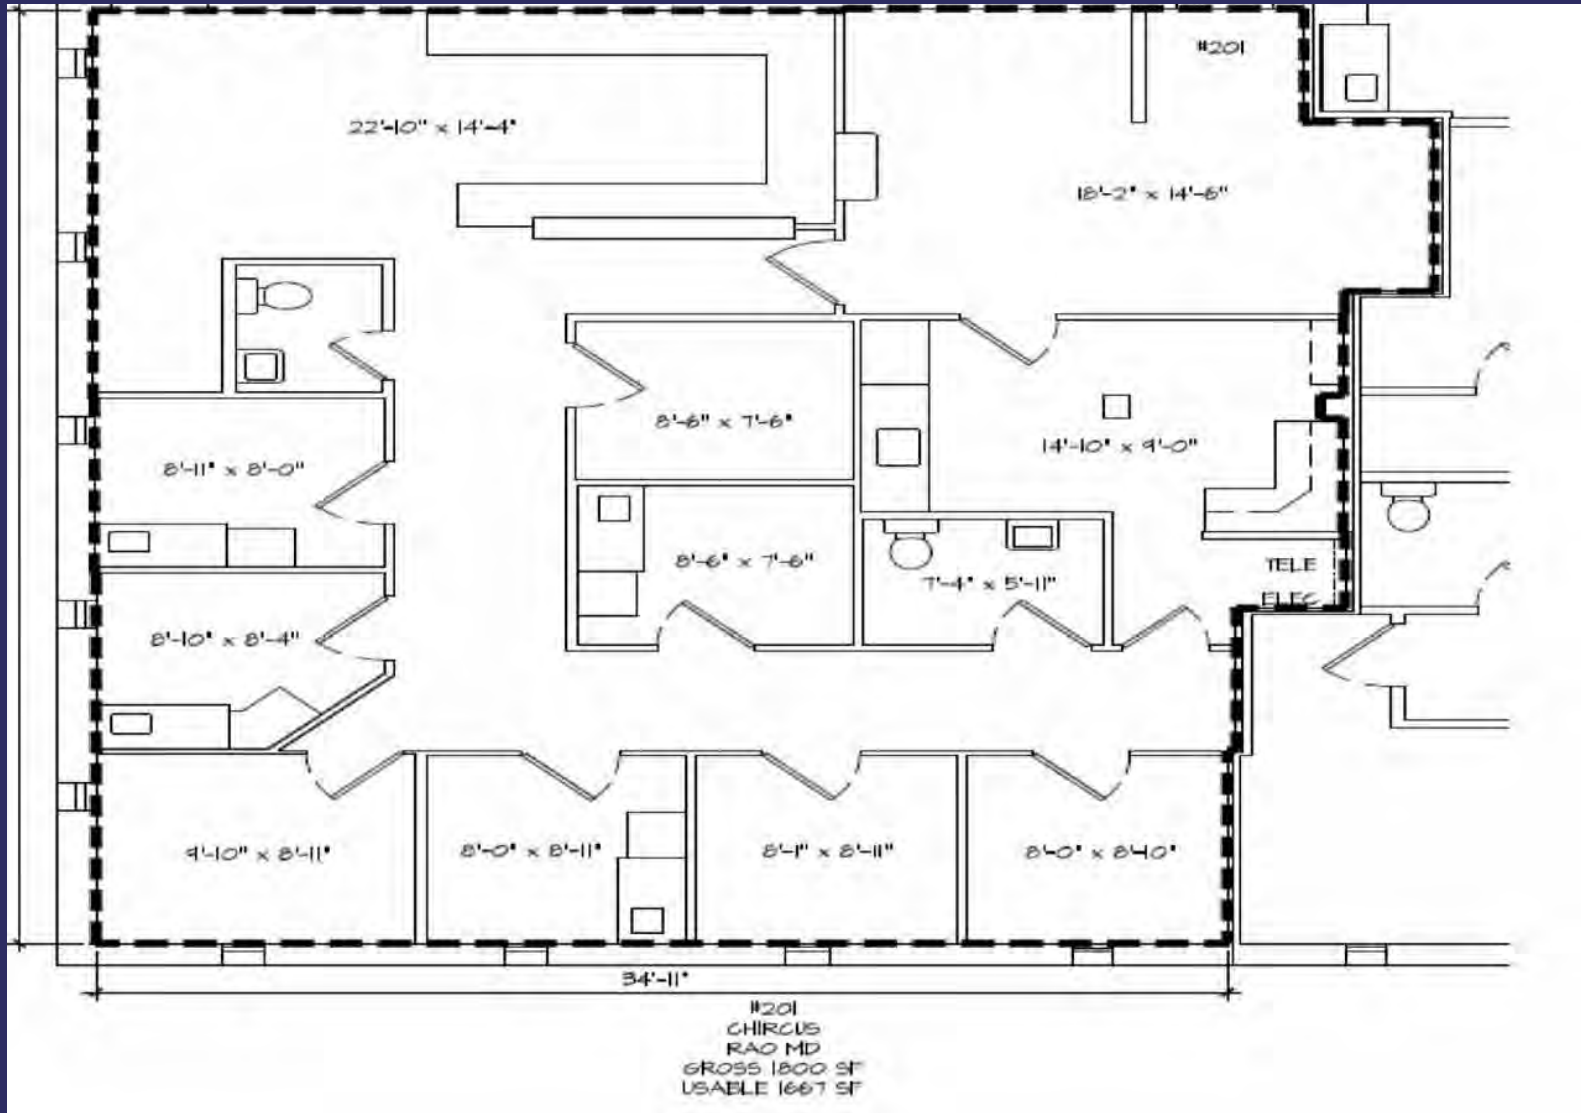 #201
22'-10" x 14'-4"
18'-2" x 14'-6"
8'-6" x 7'-6"
14'-10" x 9'-0"
8'-11" x 8'-0"
8'-6" x 7'-6"
7'-4" x 5'-11"
TELE
ELEC
8'-10" x 8'-4"
9'-10" x 8'-11"
8'-0" x 8'-11"
8'-1" x 8'-11"
8'-0" x 8'-10"
34'-11"
#201
CHIRCUS
RAO MD
GROSS 1800 SF
USABLE 1667 SF